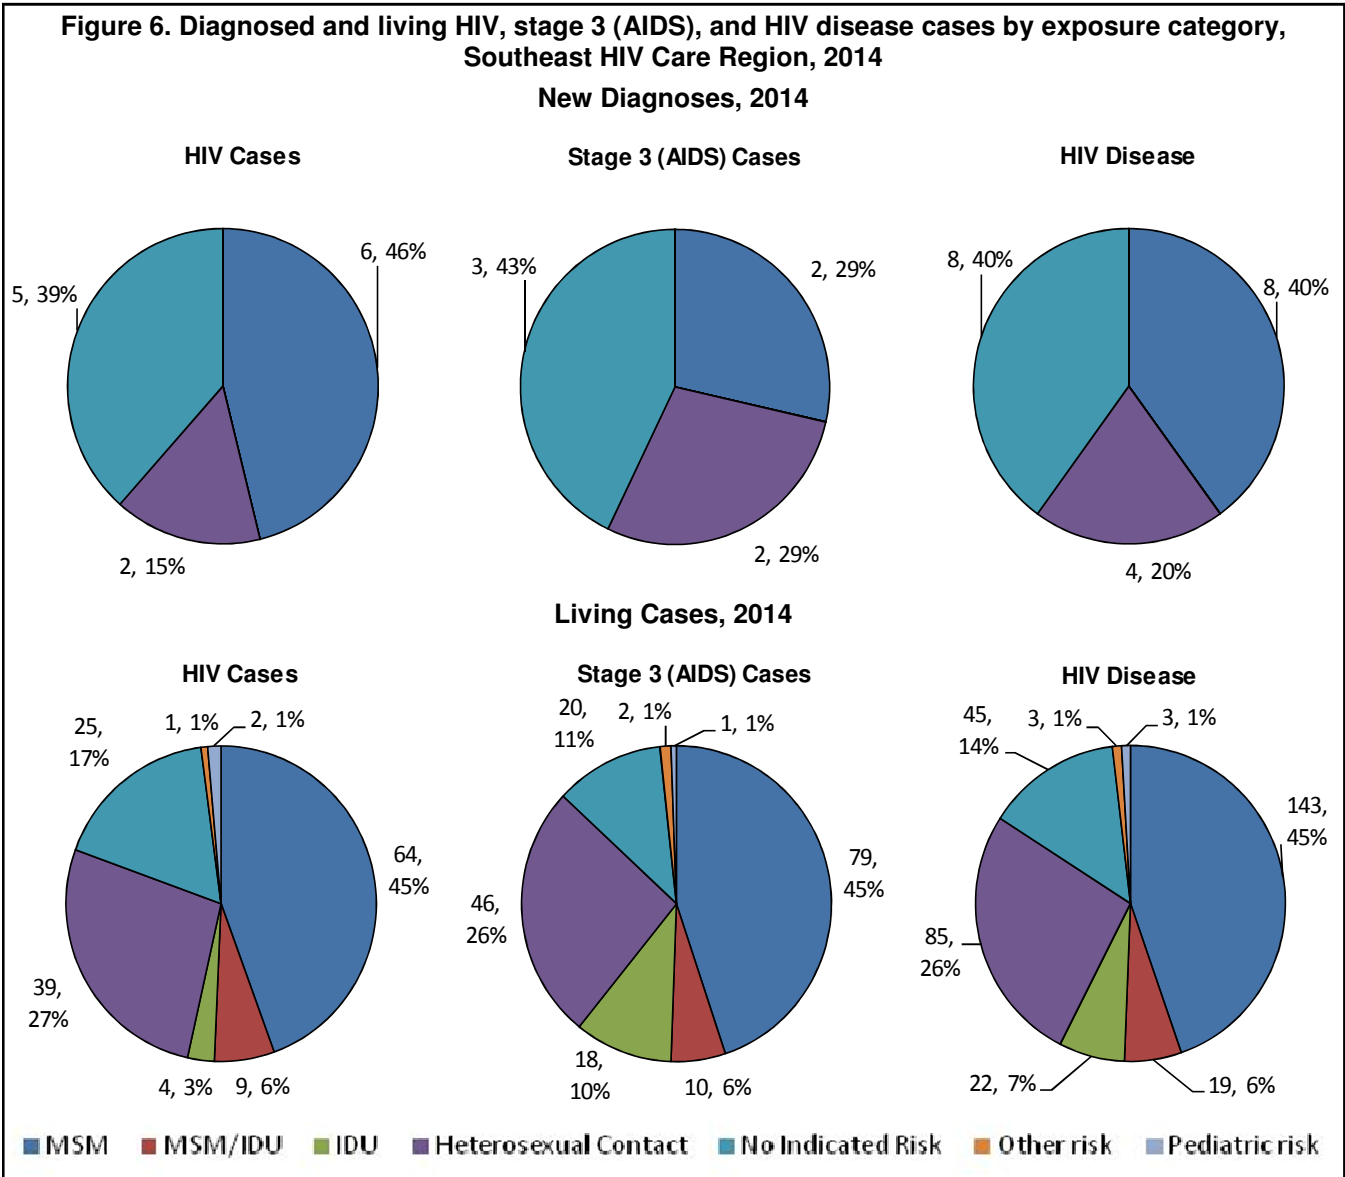 Figure 6. Diagnosed and living HIV, stage 3 (AIDS), and HIV disease cases by exposure category,
Southeast HIV Care Region, 2014
New Diagnoses, 2014
HIV Cases
6, 46%
5, 39%
2, 15%
Stage 3 (AIDS) Cases
3, 43%
2, 29%
2, 29%
HIV Disease
8, 40%
8, 40%
4, 20%
Living Cases, 2014
HIV Cases
25,
17%
1, 1%
2, 1%
64,
45%
39,
27%
4, 3%
9, 6%
Stage 3 (AIDS) Cases
20,
11%
2, 1%
1, 1%
79,
45%
46,
26%
18,
10%
10, 6%
HIV Disease
45,
14%
3, 1%
3, 1%
143,
45%
85,
26%
22, 7%
19, 6%
MSM
MSM/IDU
IDU
Heterosexual Contact
No Indicated Risk
Other risk
Pediatric risk